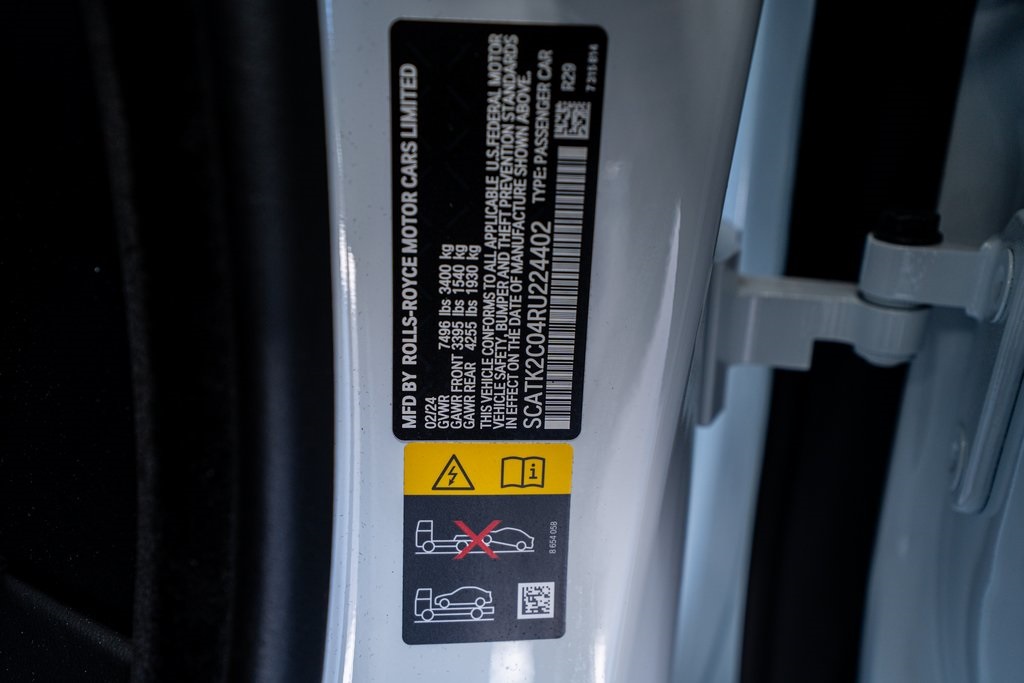 MFD BY ROLLS-ROYCE MOTOR CARS LIMITED
02/24
GVWR 7496 lbs 3400 kg
GAWR FRONT 3395 lbs 1540 kg
GAWR REAR 4255 lbs 1930 kg
THIS VEHICLE CONFORMS TO ALL APPLICABLE U.S.FEDERAL MOTOR
VEHICLE SAFETY, BUMPER AND THEFT PREVENTION STANDARDS
IN EFFECT ON THE DATE OF MANUFACTURE SHOWN ABOVE.
SCATK2C04RU224402 TYPE: PASSENGER CAR
R29
7 215 814
i
8 654 058